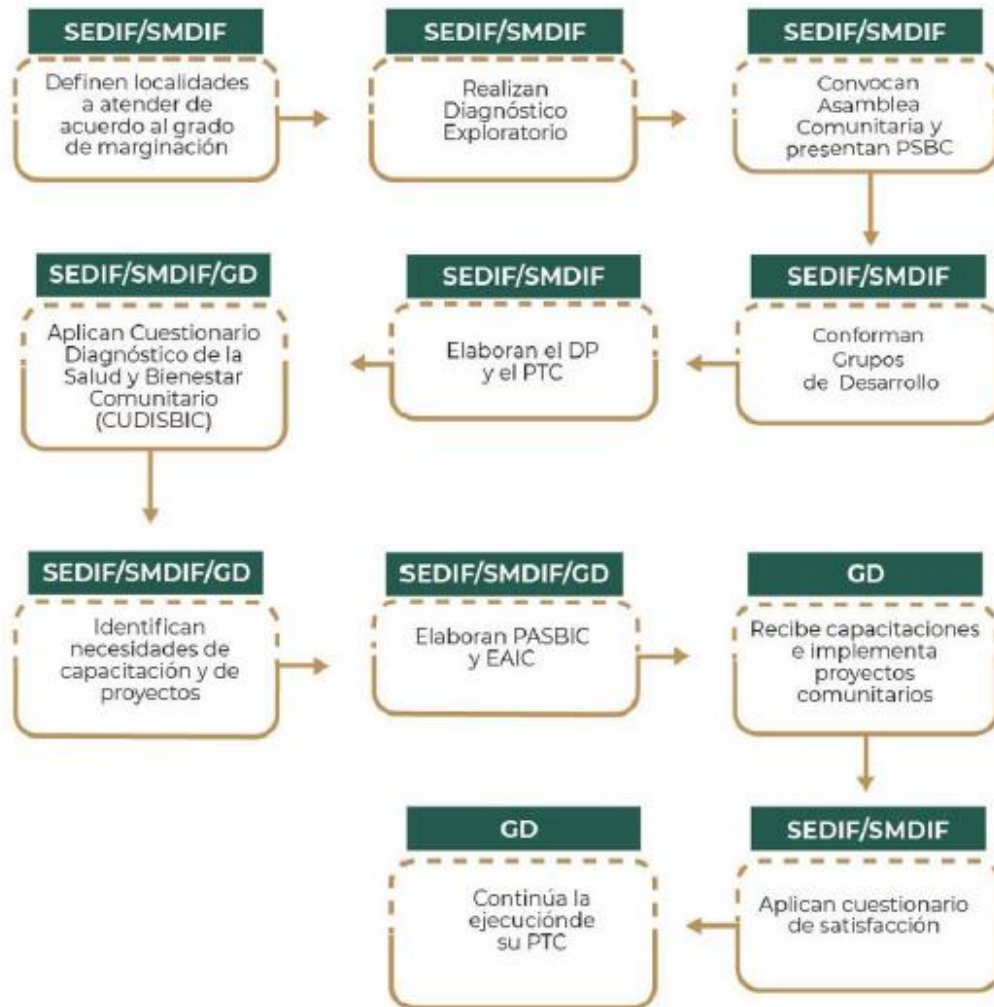 SEDIF/SMDIF
Definen localidades
a atender de
acuerdo al grado
de marginación
SEDIF/SMDIF
Realizan
Diagnóstico
Exploratorio
SEDIF/SMDIF
Convocan
Asamblea
Comunitaria y
presentan PSBC
SEDIF/SMDIF
Conforman
Grupos
de Desarrollo
SEDIF/SMDIF
Elaboran el DP
y el PTC
SEDIF/SMDIF/GD
Aplican Cuestionario
Diagnóstico de la
Salud y Bienestar
Comunitario
(CUDISBIC)
SEDIF/SMDIF/GD
Identifican
necesidades de
capacitación y de
proyectos
SEDIF/SMDIF/GD
Elaboran PASBIC
y EAIC
GD
Recibe capacitaciones
e implementa
proyectos
comunitarios
SEDIF/SMDIF
Aplican cuestionario
de satisfacción
GD
Continúa la
ejecuciónde
su PTC